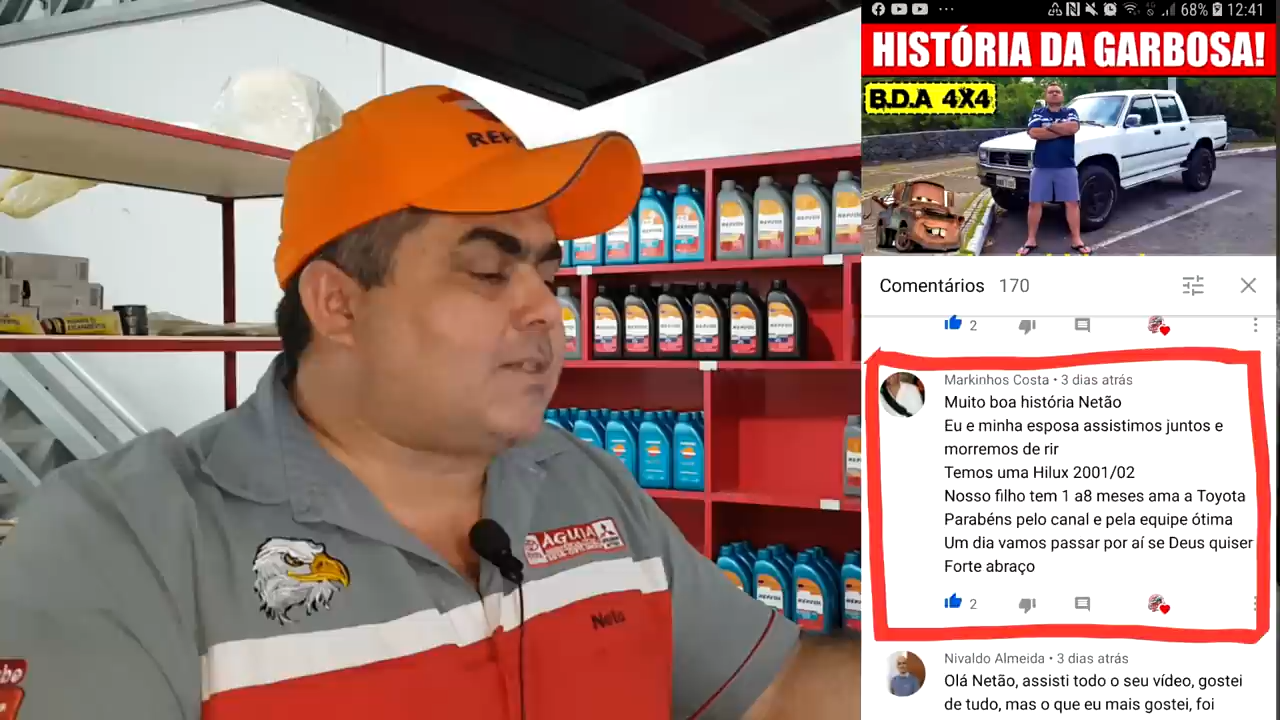 REPSOL
AGUIA
Neto
68% 12:41
HISTÓRIA DA GARBOSA!
B.D.A 4X4
Comentários 170
2
Markinhos Costa • 3 dias atrás
Muito boa história Netão
Eu e minha esposa assistimos juntos e
morremos de rir
Temos uma Hilux 2001/02
Nosso filho tem 1 a8 meses ama a Toyota
Parabéns pelo canal e pela equipe ótima
Um dia vamos passar por aí se Deus quiser
Forte abraço
2
Nivaldo Almeida • 3 dias atrás
Olá Netão, assisti todo o seu vídeo, gostei
de tudo, mas o que eu mais gostei, foi